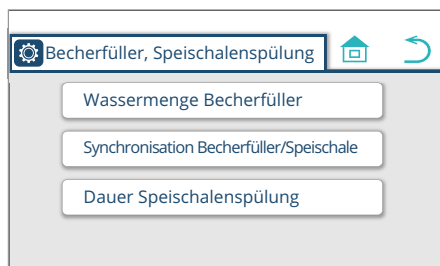 Becherfüller, Speischalenspülung
Wassermenge Becherfüller
Synchronisation Becherfüller/Speischale
Dauer Speischalenspülung